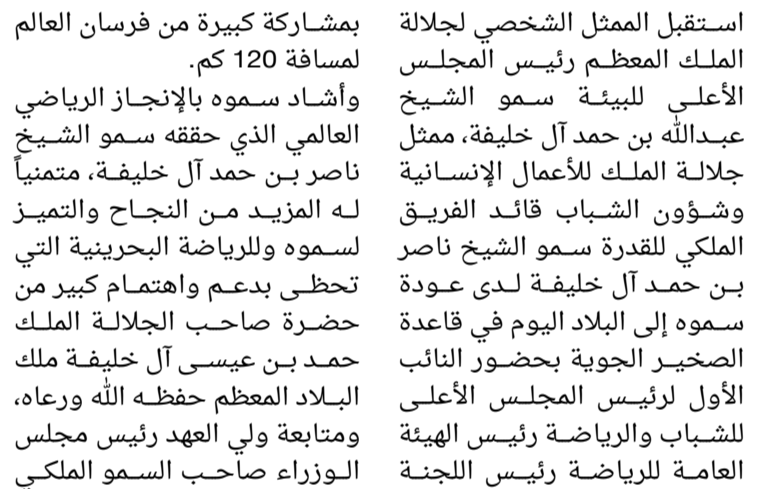 استقبل الممثل الشخصي لجلالة
الملك المعظم رئيس المجلس
الأعلى للبيئة سمو الشيخ
عبدالله بن حمد آل خليفة، ممثل
جلالة الملك للأعمال الإنسانية
وشؤون الشباب قائد الفريق
الملكي للقدرة سمو الشيخ ناصر
بن حمد آل خليفة لدى عودة
سموه إلى البلاد اليوم في قاعدة
الصخير الجوية بحضور النائب
الأول لرئيس المجلس الأعلى
للشباب والرياضة رئيس الهيئة
العامة للرياضة رئيس اللجنة
بمشاركة كبيرة من فرسان العالم
لمسافة 120 كم.
وأشاد سموه بالإنجاز الرياضي
العالمي الذي حققه سمو الشيخ
ناصر بن حمد آل خليفة، متمنياً
له المزيد من النجاح والتميز
لسموه وللرياضة البحرينية التي
تحظى بدعم واهتمام كبير من
حضرة صاحب الجلالة الملك
حمد بن عيسى آل خليفة ملك
البلاد المعظم حفظه الله ورعاه،
ومتابعة ولي العهد رئيس مجلس
الوزراء صاحب السمو الملكي